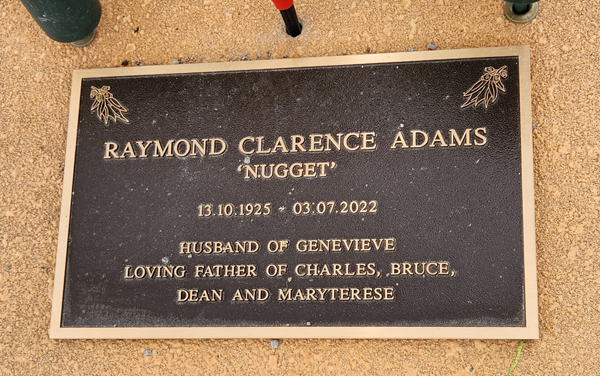 RAYMOND CLARENCE ADAMS
'NUGGET'
13.10.1925 ~ 03.07.2022
HUSBAND OF GENEVIEVE
LOVING FATHER OF CHARLES, BRUCE,
DEAN AND MARYTERESE